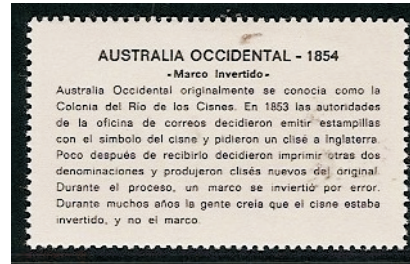 AUSTRALIA OCCIDENTAL - 1854
- Marco Invertido -
Australia Occidental originalmente se conocia como la
Colonia del Río de los Cisnes. En 1853 las autoridades
de la oficina de correos decidieron emitir estampillas
con el simbolo del cisne y pidieron un clisé a Inglaterra.
Poco después de recibirlo decidieron imprimir otras dos
denominaciones y produjeron clisés nuevos del original.
Durante el proceso, un marco se invirtió por error.
Durante muchos años la gente creia que el cisne estaba
invertido, y no el marco.